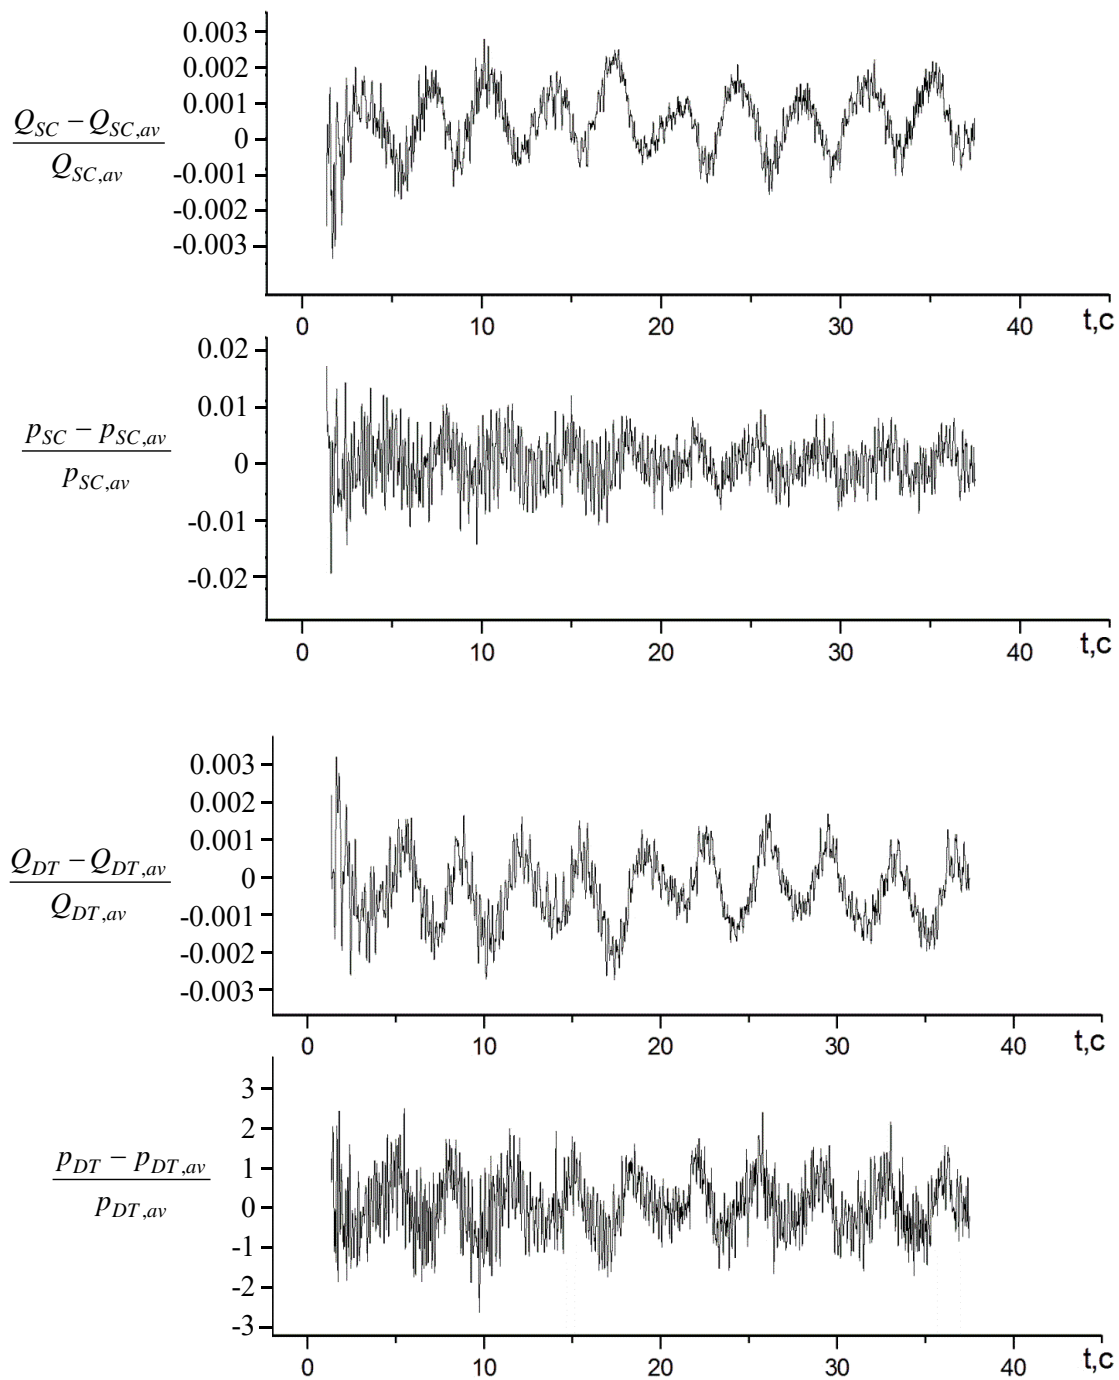 0.003
0.002
0.001
0
-0.001
-0.002
-0.003
Q_SC − Q_SC,av
Q_SC,av
0 10 20 30 40 t,c
0.02
0.01
0
-0.01
-0.02
p_SC − p_SC,av
p_SC,av
0 10 20 30 40 t,c
0.003
0.002
0.001
0
-0.001
-0.002
-0.003
Q_DT − Q_DT,av
Q_DT,av
0 10 20 30 40 t,c
3
2
1
0
-1
-2
-3
p_DT − p_DT,av
p_DT,av
0 10 20 30 40 t,c